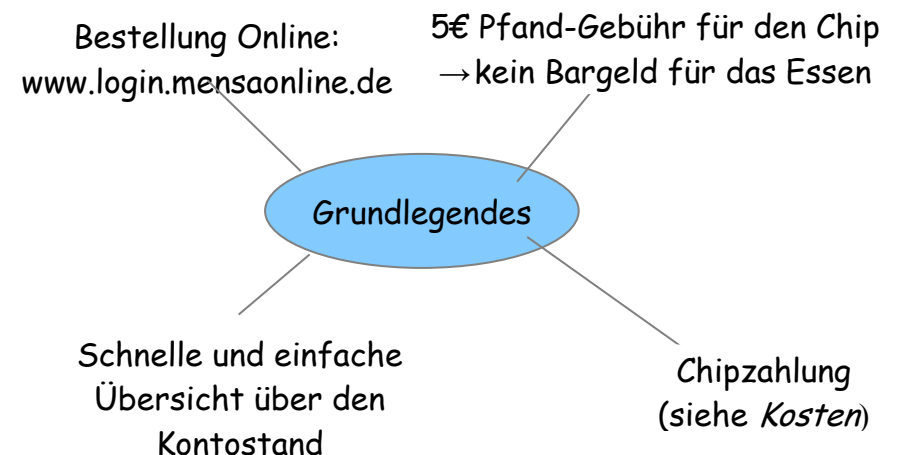 Bestellung Online:
www.login.mensaonline.de
5€ Pfand-Gebühr für den Chip
→kein Bargeld für das Essen
Grundlegendes
Schnelle und einfache
Übersicht über den
Kontostand
Chipzahlung
(siehe Kosten)